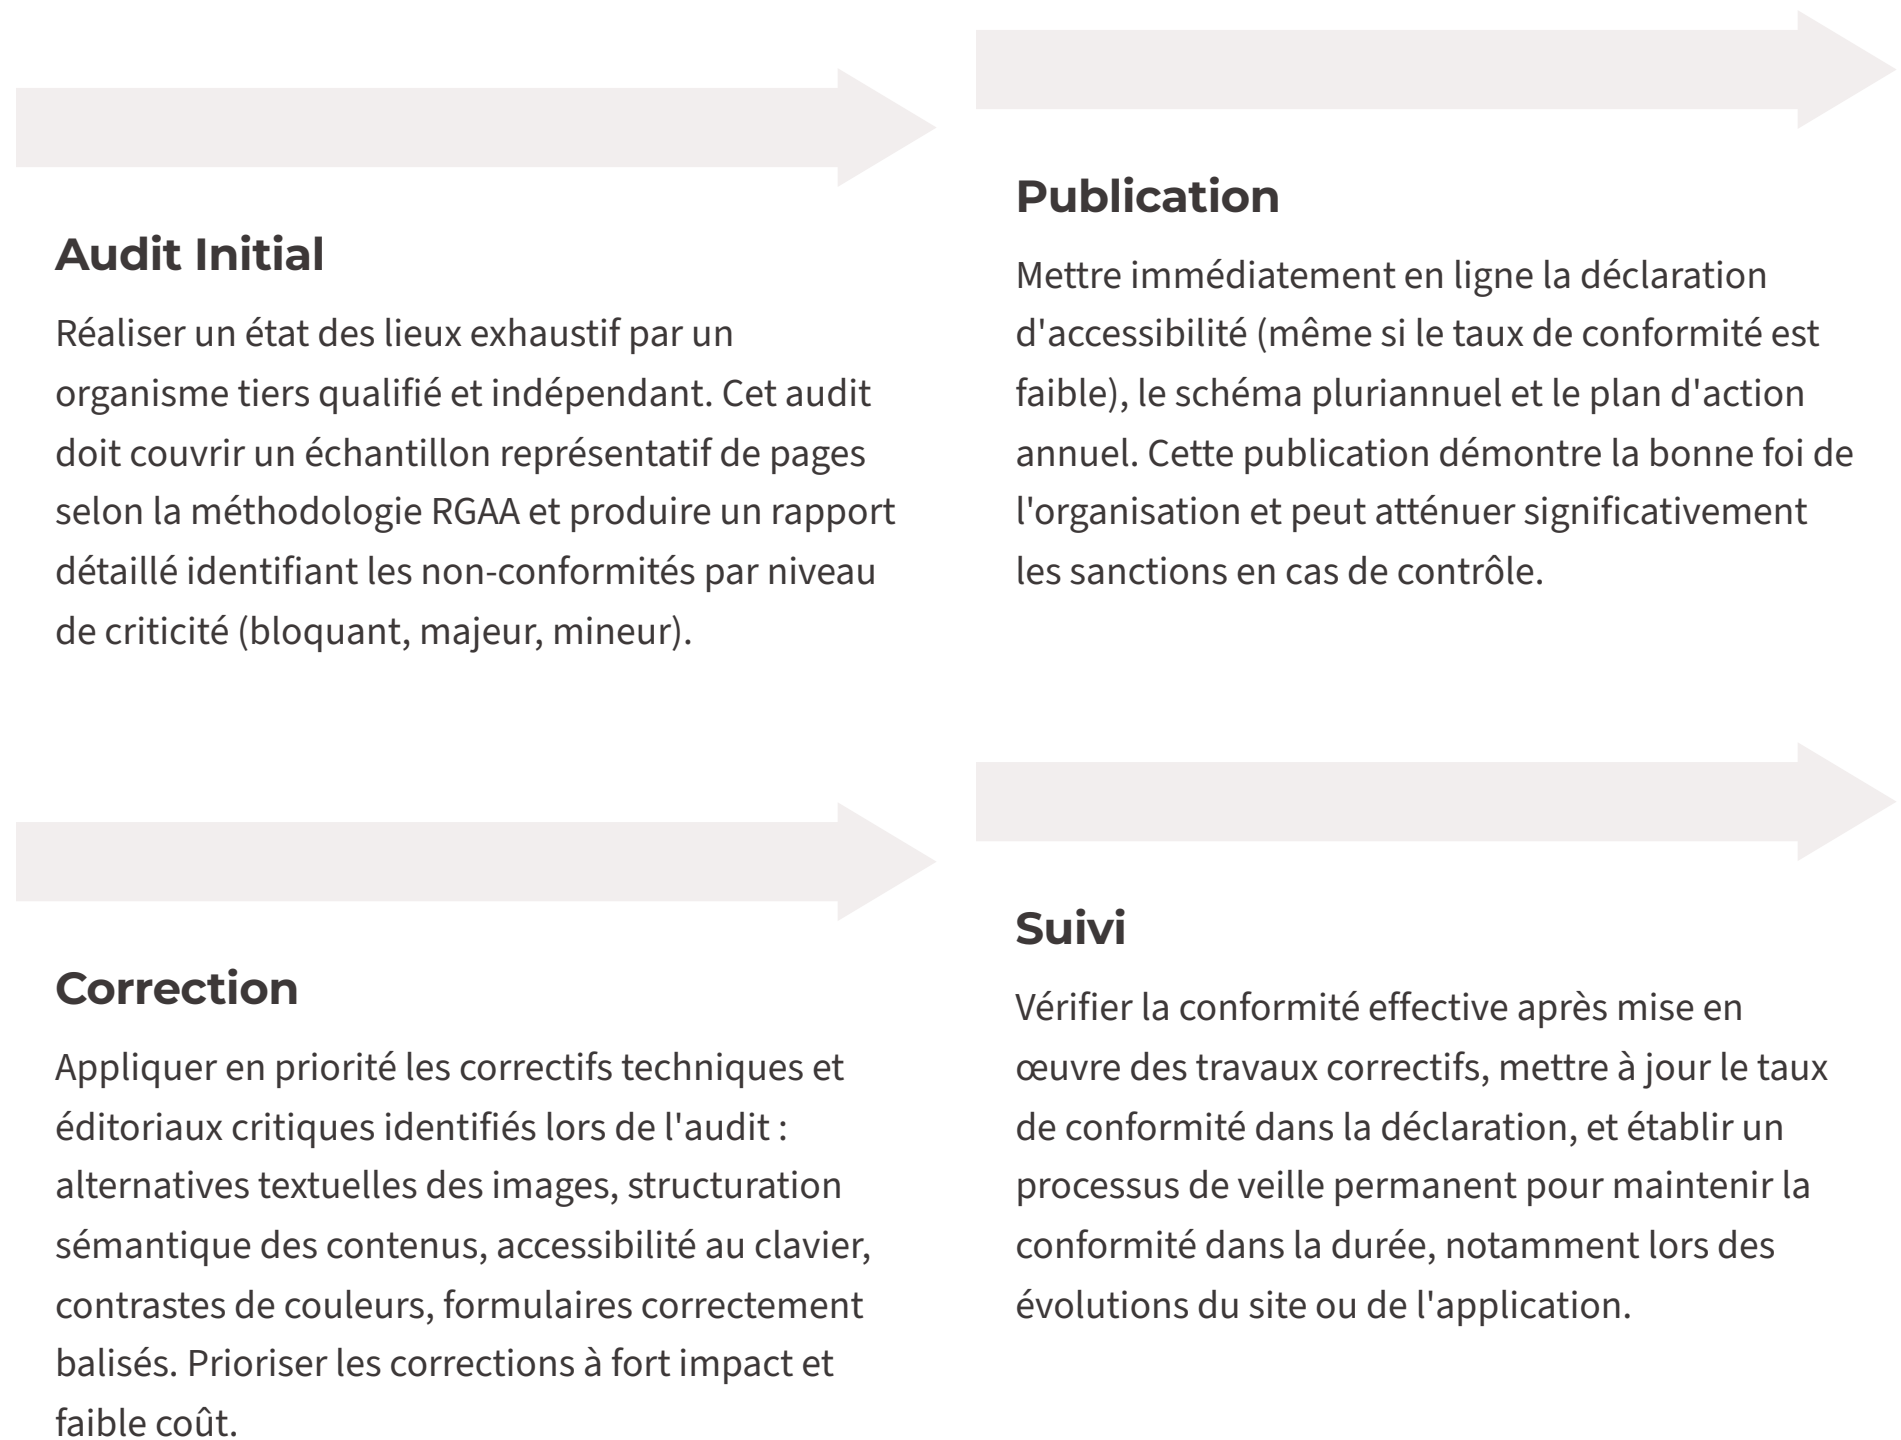 Audit Initial
Réaliser un état des lieux exhaustif par un
organisme tiers qualifié et indépendant. Cet audit
doit couvrir un échantillon représentatif de pages
selon la méthodologie RGAA et produire un rapport
détaillé identifiant les non-conformités par niveau
de criticité (bloquant, majeur, mineur).
Publication
Mettre immédiatement en ligne la déclaration
d'accessibilité (même si le taux de conformité est
faible), le schéma pluriannuel et le plan d'action
annuel. Cette publication démontre la bonne foi de
l'organisation et peut atténuer significativement
les sanctions en cas de contrôle.
Correction
Appliquer en priorité les correctifs techniques et
éditoriaux critiques identifiés lors de l'audit :
alternatives textuelles des images, structuration
sémantique des contenus, accessibilité au clavier,
contrastes de couleurs, formulaires correctement
balisés. Prioriser les corrections à fort impact et
faible coût.
Suivi
Vérifier la conformité effective après mise en
œuvre des travaux correctifs, mettre à jour le taux
de conformité dans la déclaration, et établir un
processus de veille permanent pour maintenir la
conformité dans la durée, notamment lors des
évolutions du site ou de l'application.